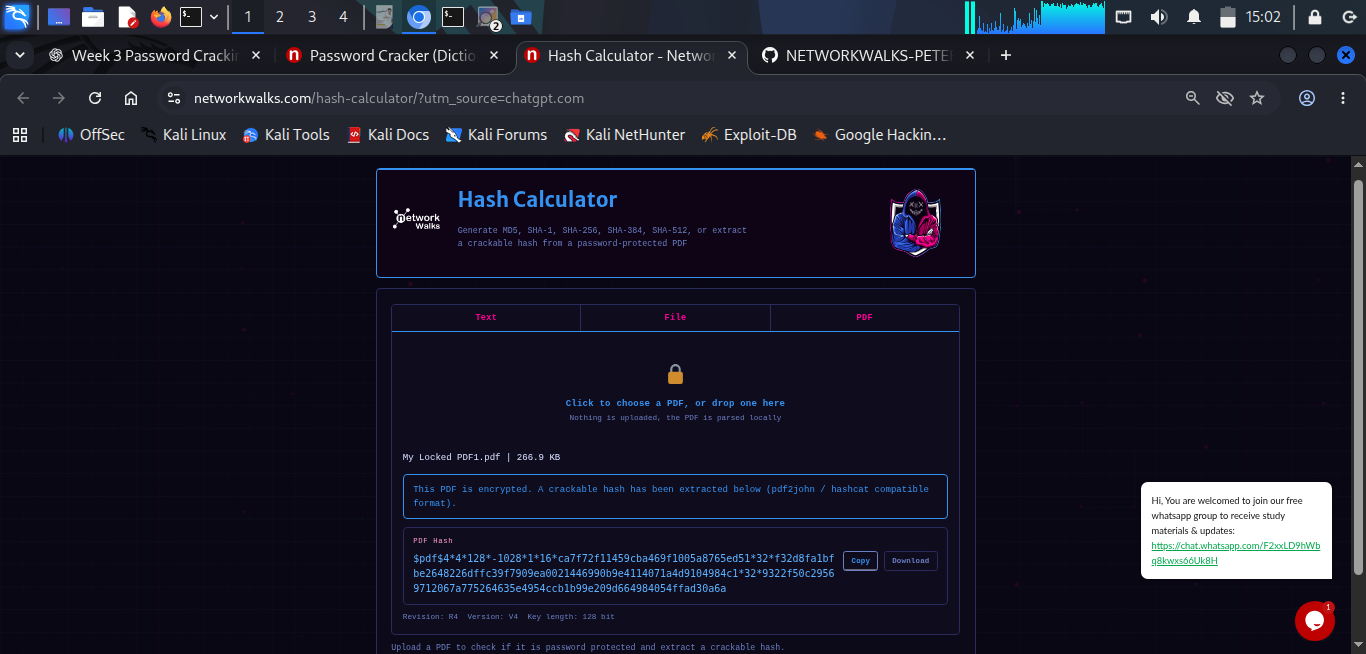 1 2 3 4 2 15:02
Week 3 Password Crackin Password Cracker (Dictio Hash Calculator - Networ NETWORKWALKS-PETE
networkwalks.com/hash-calculator/?utm_source=chatgpt.com
OffSec Kali Linux Kali Tools Kali Docs Kali Forums Kali NetHunter Exploit-DB Google Hackin…
network
Walks
Hash Calculator
Generate MD5, SHA-1, SHA-256, SHA-384, SHA-512, or extract
a crackable hash from a password-protected PDF
Text File PDF
Click to choose a PDF, or drop one here
Nothing is uploaded, the PDF is parsed locally
My Locked PDF1.pdf | 266.9 KB
This PDF is encrypted. A crackable hash has been extracted below (pdf2john / hashcat compatible
format).
PDF Hash
$pdf$4*4*128*-1028*1*16*ca7f72f11459cba469f1005a8765ed51*32*f32d8fa1bf
be2648226dffc39f7909ea0021446990b9e4114071a4d9104984c1*32*9322f50c2956
9712067a775264635e4954ccb1b99e209d664984054ffad30a6a
Copy Download
Revision: R4 Version: V4 Key length: 128 bit
Upload a PDF to check if it is password protected and extract a crackable hash.
Hi, You are welcomed to join our free
whatsapp group to receive study
materials & updates:
https://chat.whatsapp.com/F2xxLD9hWb
q8kwxs66Uk8H
1